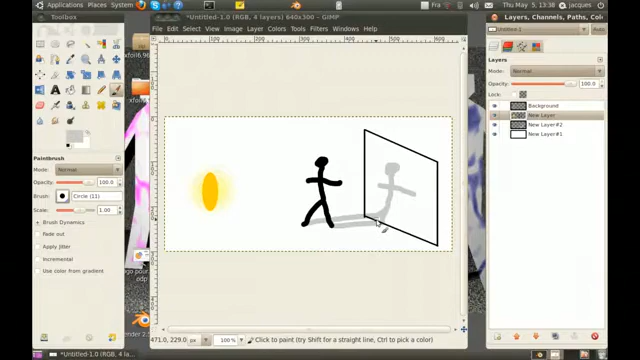 Fra
Thu May 5, 13:38
jacques
Toolbox
*Untitled-1.0 (RGB, 4 layers) 640x300 – GIMP
Layers, Channels, Paths, Co
File Edit Select View Image Layer Colors Tools Filters Windows Help
Auto
Layers
Mode: Normal
Opacity: 100.0
Lock:
Background
New Layer
New Layer#2
New Layer#1
Paintbrush
Mode: Normal
Opacity: 100.0
Brush: Circle (11)
Scale: 1.00
Brush Dynamics
Fade out
Apply Jitter
Incremental
Use color from gradient
471.0, 229.0 px 100% Click to paint (try Shift for a straight line, Ctrl to pick a color)
*Untitled-1.0 (RGB, 4 la...